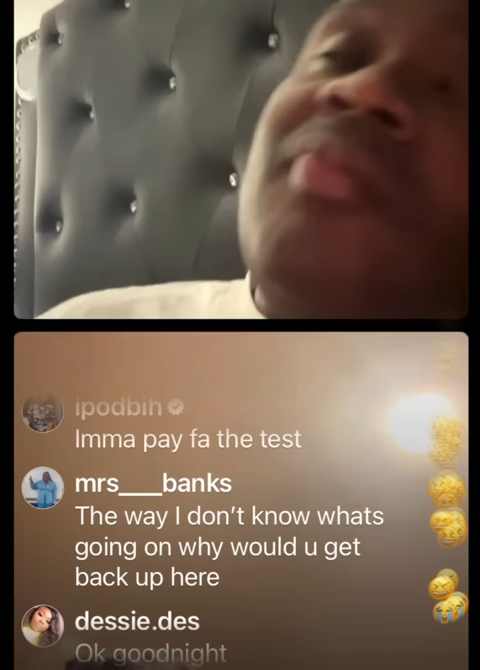 ipodbih
Imma pay fa the test
mrs___banks
The way I don't know whats
going on why would u get
back up here
dessie.des
Ok goodnight